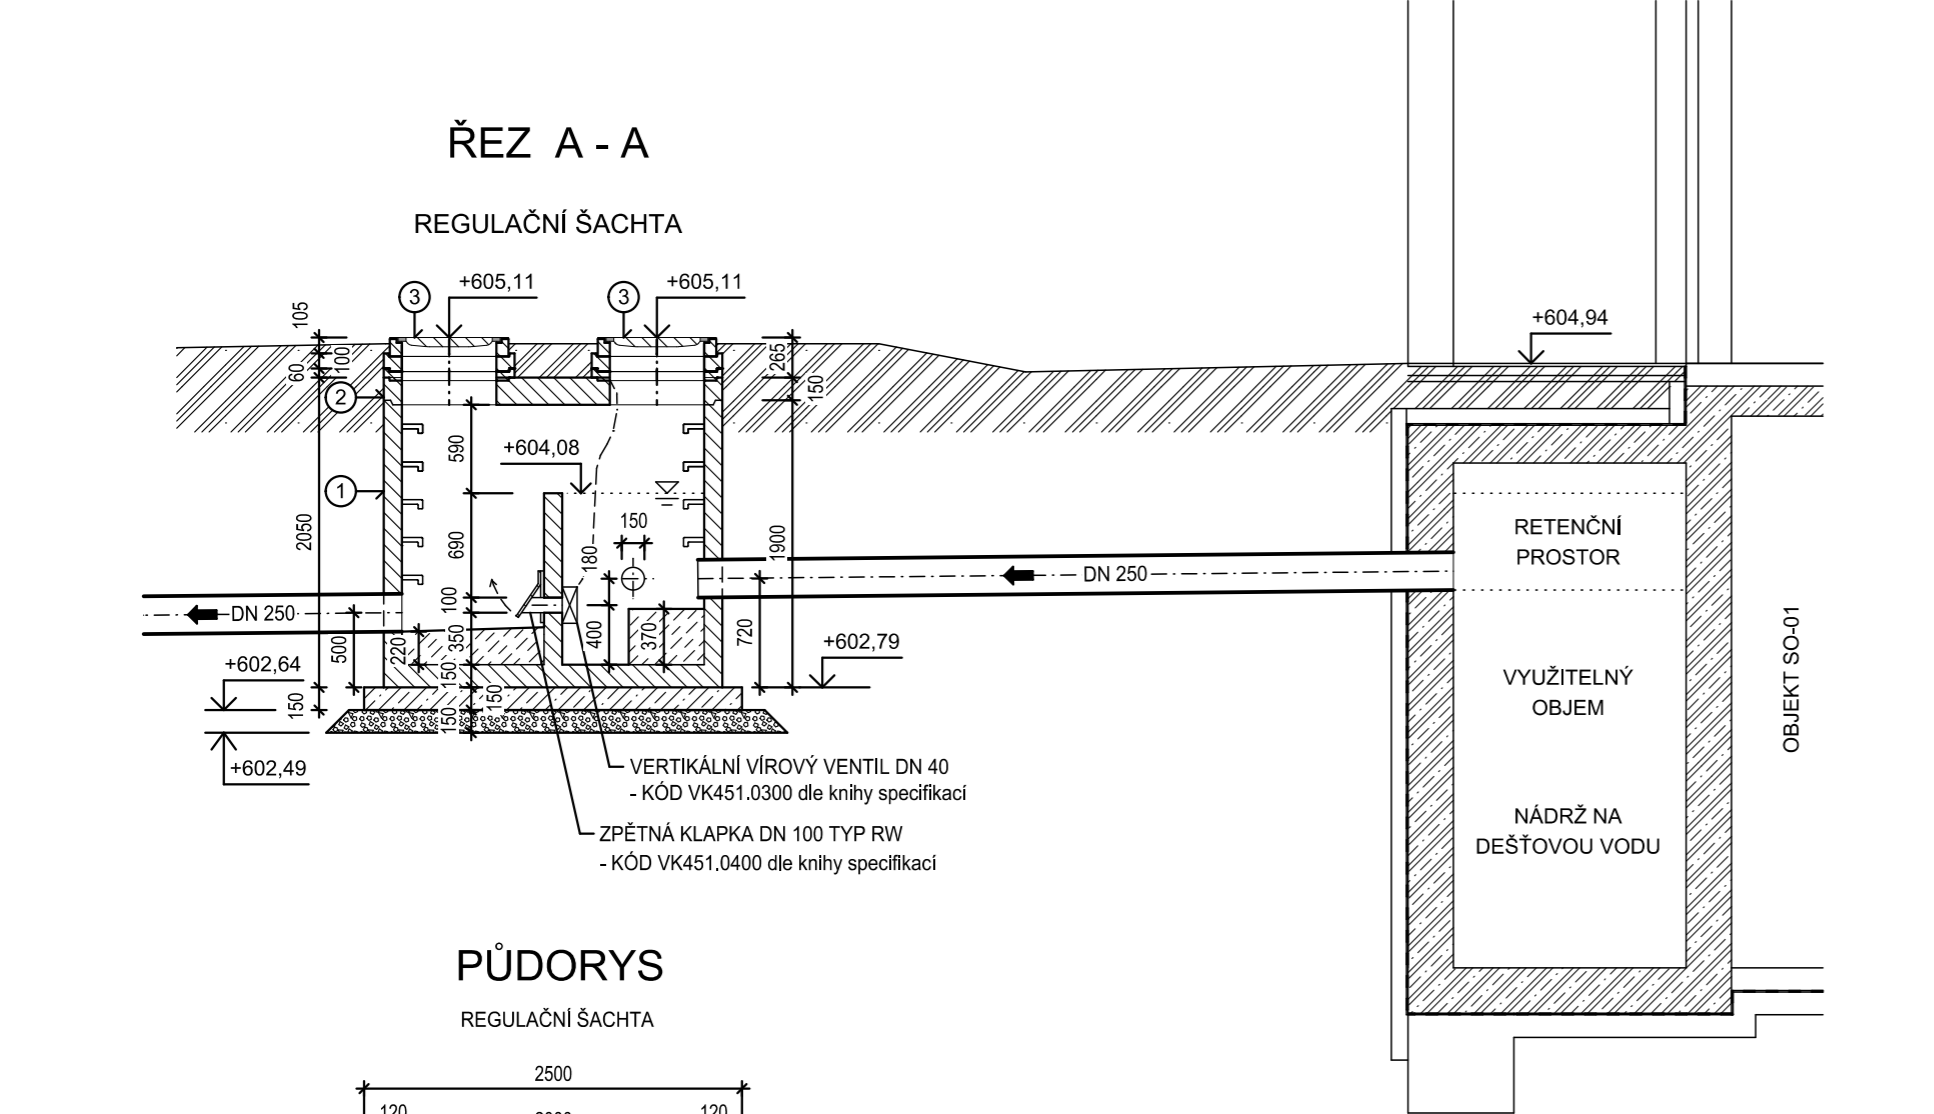 ŘEZ A - A
REGULAČNÍ ŠACHTA
3
+605,11
3
+605,11
105
100
60
265
150
+604,94
2
590
+604,08
1
2050
690
150
180
1900
RETENČNÍ
PROSTOR
DN 250
DN 250
100
500
220
350
400
370
720
+602,79
+602,64
150
150
150
150
+602,49
VYUŽITELNÝ
OBJEM
OBJEKT SO-01
VERTIKÁLNÍ VÍROVÝ VENTIL DN 40
- KÓD VK451.0300 dle knihy specifikací
ZPĚTNÁ KLAPKA DN 100 TYP RW
- KÓD VK451.0400 dle knihy specifikací
NÁDRŽ NA
DEŠŤOVOU VODU
PŮDORYS
REGULAČNÍ ŠACHTA
2500
120
120